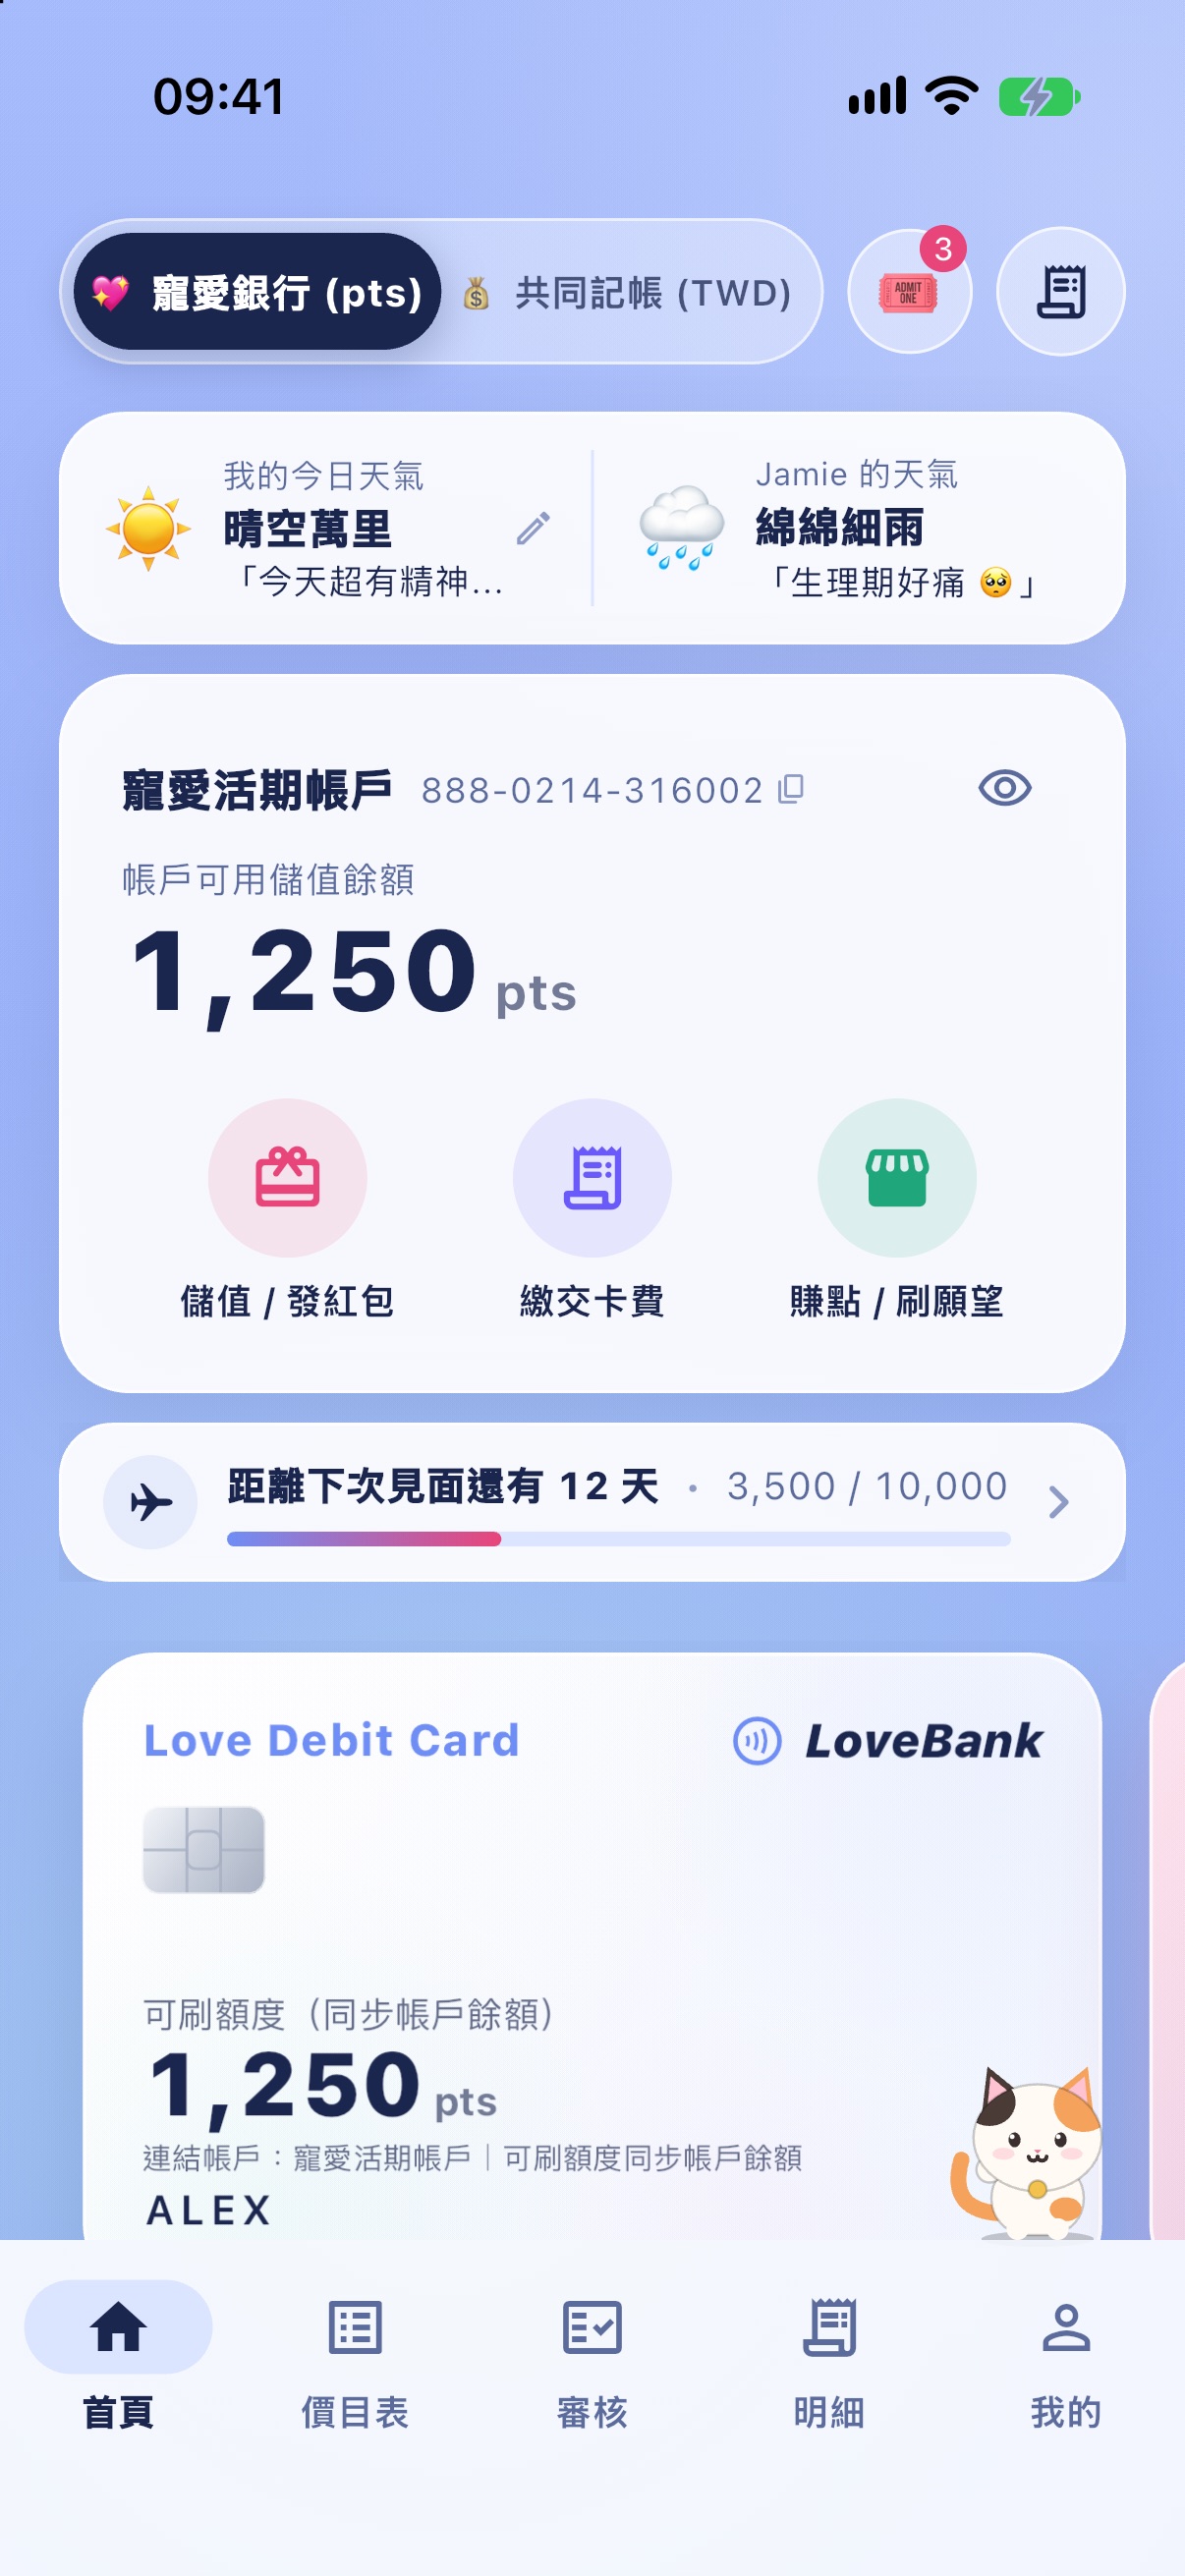 09:41
💖 寵愛銀行 (pts)
💰 共同記帳 (TWD)
ADMIT ONE
3
我的今日天氣
晴空萬里
「今天超有精神...
Jamie 的天氣
綿綿細雨
「生理期好痛 🥺」
寵愛活期帳戶 888-0214-316002
帳戶可用儲值餘額
1,250 pts
儲值 / 發紅包
繳交卡費
賺點 / 刷願望
距離下次見面還有 12 天 · 3,500 / 10,000
Love Debit Card
LoveBank
可刷額度（同步帳戶餘額）
1,250 pts
連結帳戶：寵愛活期帳戶｜可刷額度同步帳戶餘額
ALEX
首頁
價目表
審核
明細
我的